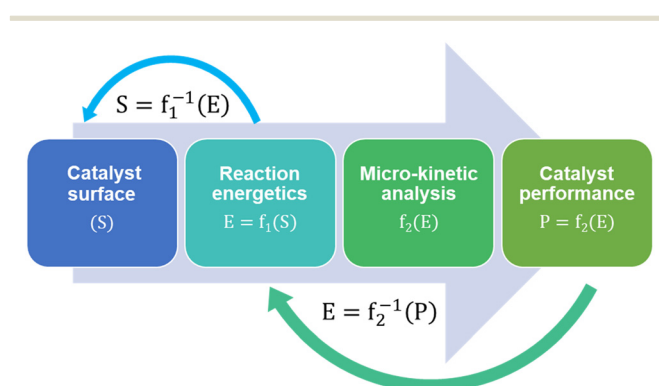 S = f₁⁻¹(E)
Catalyst
surface
(S)
Reaction
energetics
E = f₁(S)
Micro-kinetic
analysis
f₂(E)
Catalyst
performance
P = f₂(E)
E = f₂⁻¹(P)